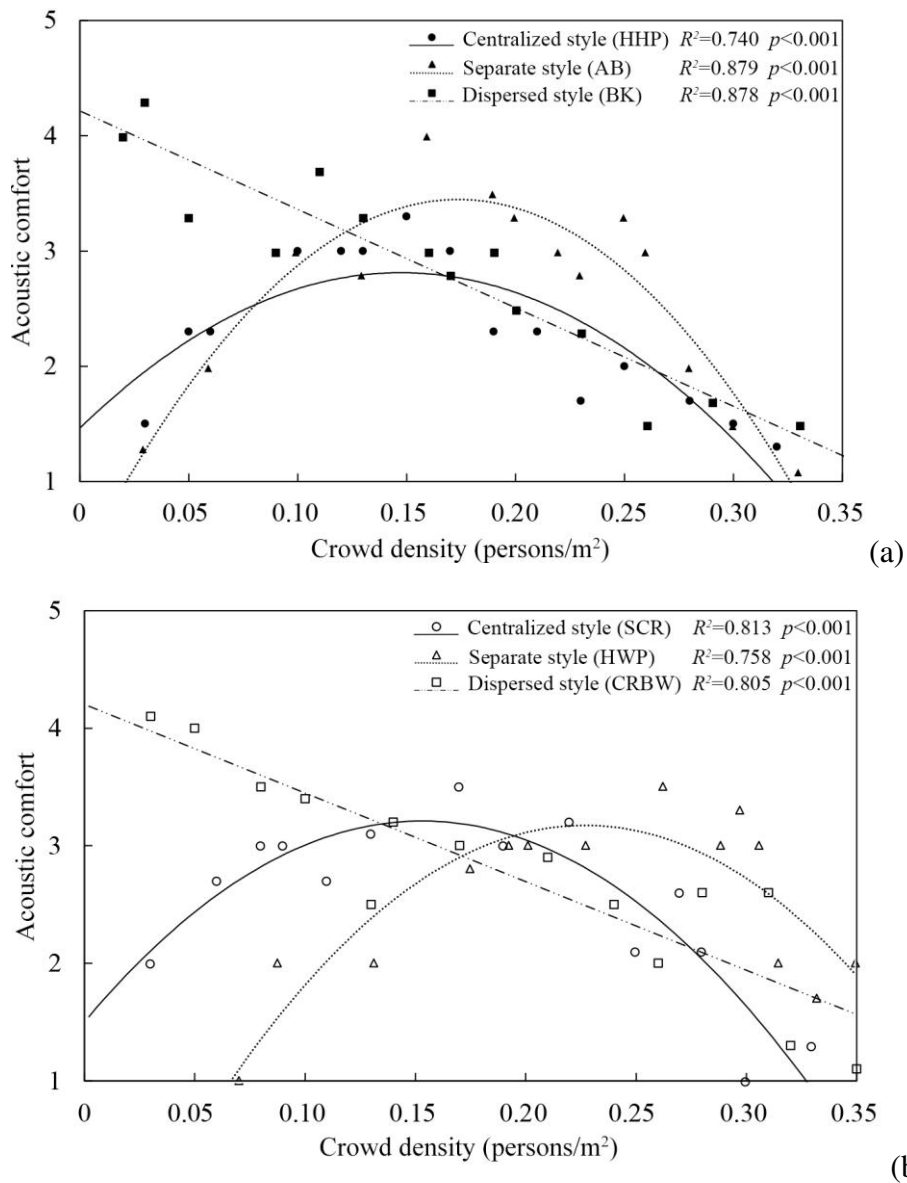 5
4
3
2
1
Acoustic comfort
Centralized style (HHP) R²=0.740 p<0.001
Separate style (AB) R²=0.879 p<0.001
Dispersed style (BK) R²=0.878 p<0.001
0 0.05 0.10 0.15 0.20 0.25 0.30 0.35
Crowd density (persons/m²)
(a)
5
4
3
2
1
Acoustic comfort
Centralized style (SCR) R²=0.813 p<0.001
Separate style (HWP) R²=0.758 p<0.001
Dispersed style (CRBW) R²=0.805 p<0.001
0 0.05 0.10 0.15 0.20 0.25 0.30 0.35
Crowd density (persons/m²)
(b